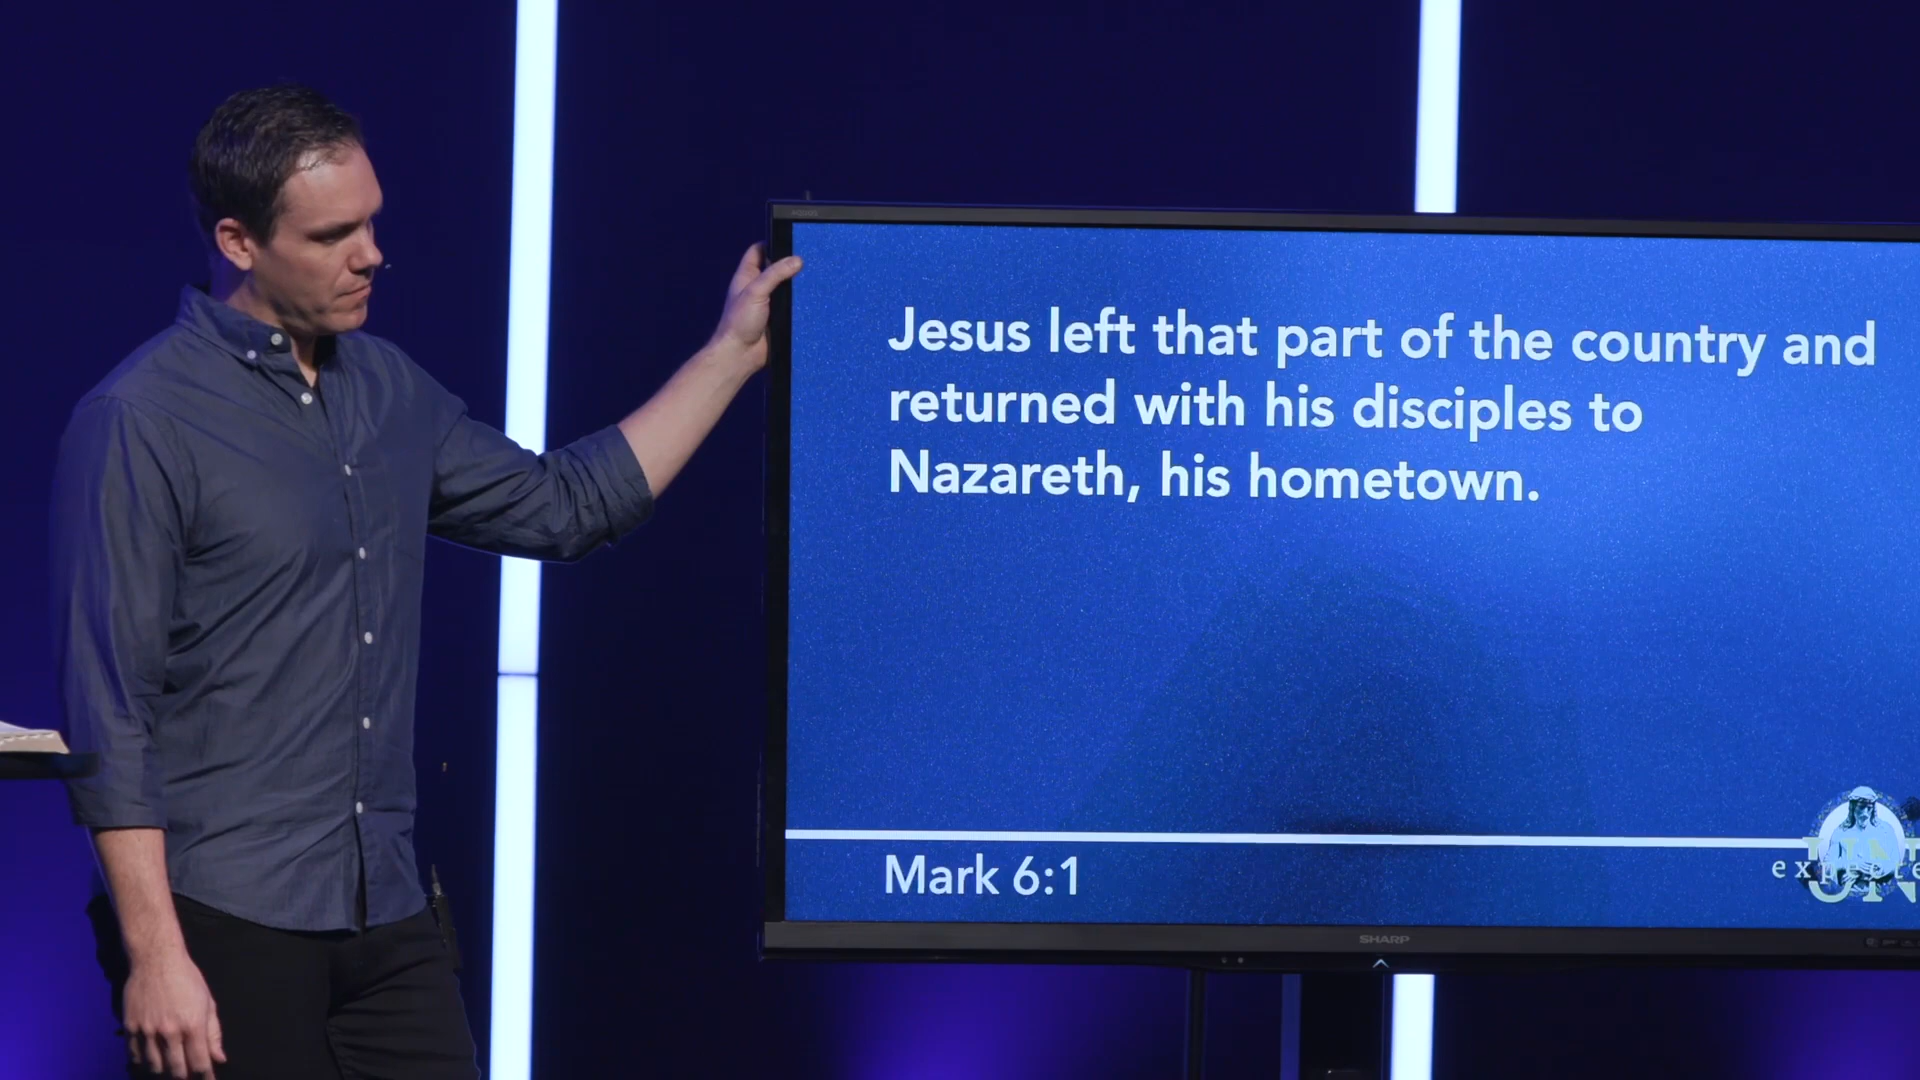 Jesus left that part of the country and
returned with his disciples to
Nazareth, his hometown.
Mark 6:1
SHARP